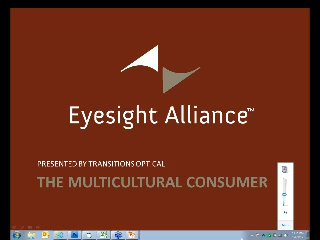 Eyesight Alliance™
PRESENTED BY TRANSITIONS OPTICAL
THE MULTICULTURAL CONSUMER